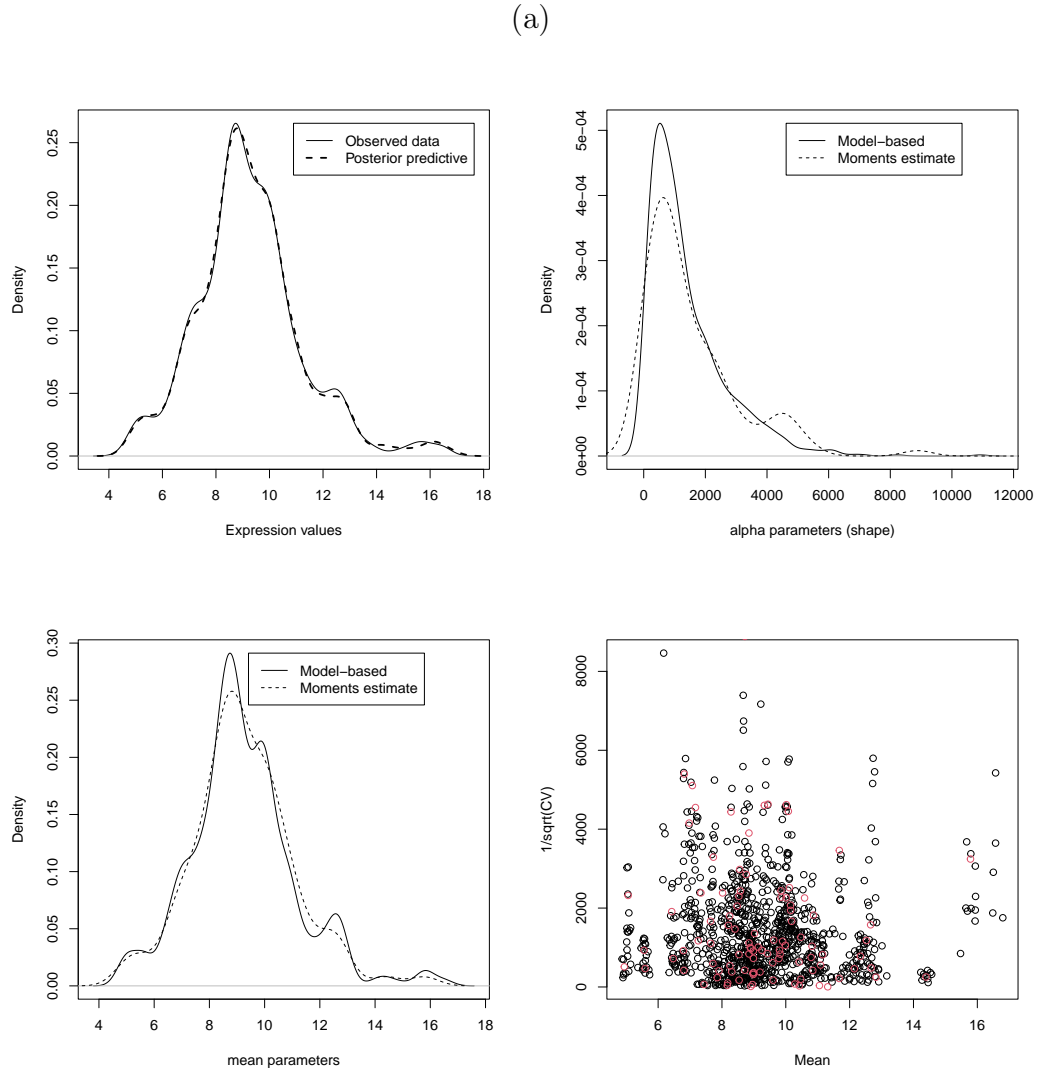 (a)
Observed data
Posterior predictive
Density
0.00 0.05 0.10 0.15 0.20 0.25
4 6 8 10 12 14 16 18
Expression values
Model−based
Moments estimate
Density
0e+00 1e−04 2e−04 3e−04 4e−04 5e−04
0 2000 4000 6000 8000 10000 12000
alpha parameters (shape)
Model−based
Moments estimate
Density
0.00 0.05 0.10 0.15 0.20 0.25 0.30
4 6 8 10 12 14 16 18
mean parameters
1/sqrt(CV)
0 2000 4000 6000 8000
6 8 10 12 14 16
Mean